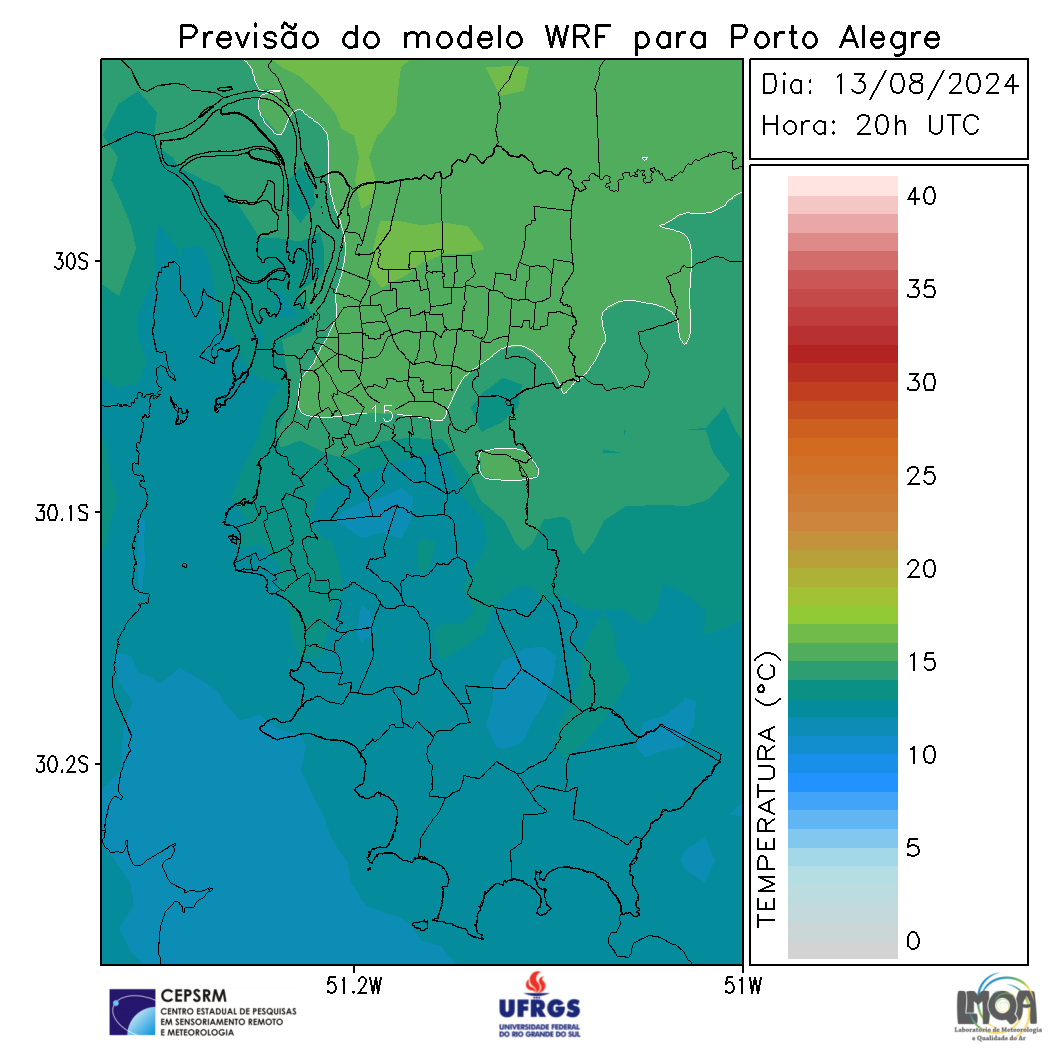 Previsão do modelo WRF para Porto Alegre
Dia: 13/08/2024
Hora: 20h UTC
40
35
30
25
20
15
10
5
0
TEMPERATURA (°C)
30S
30.1S
30.2S
15
51.2W
51W
CEPSRM
CENTRO ESTADUAL DE PESQUISAS
EM SENSORIAMENTO REMOTO
E METEOROLOGIA
UFRGS
UNIVERSIDADE FEDERAL
DO RIO GRANDE DO SUL
LMQA
Laboratório de Meteorologia
e Qualidade do Ar